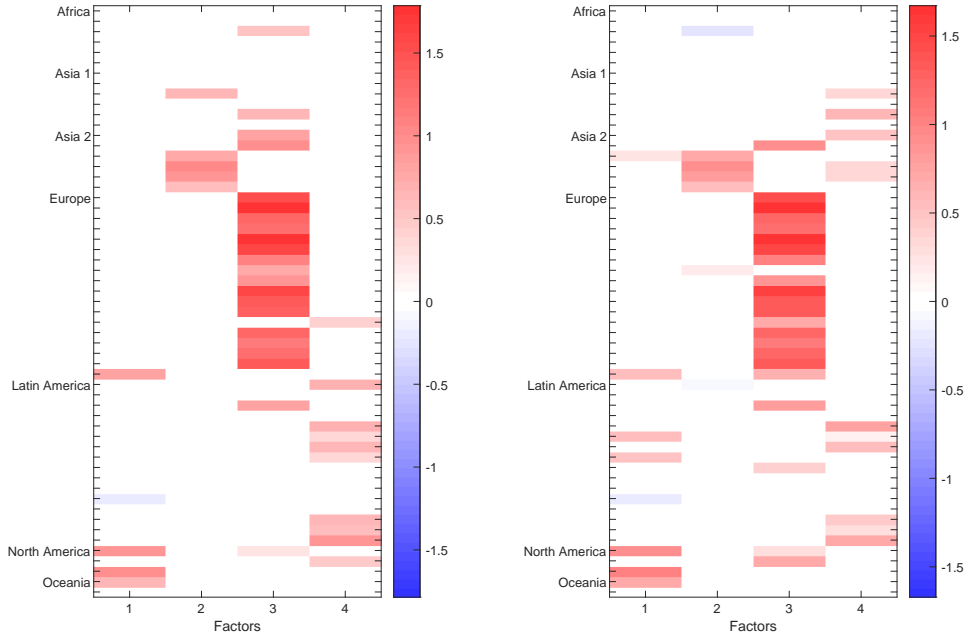 Africa
Asia 1
Asia 2
Europe
Latin America
North America
Oceania
1 2 3 4
Factors
1.5
1
0.5
0
-0.5
-1
-1.5
Africa
Asia 1
Asia 2
Europe
Latin America
North America
Oceania
1 2 3 4
Factors
1.5
1
0.5
0
-0.5
-1
-1.5